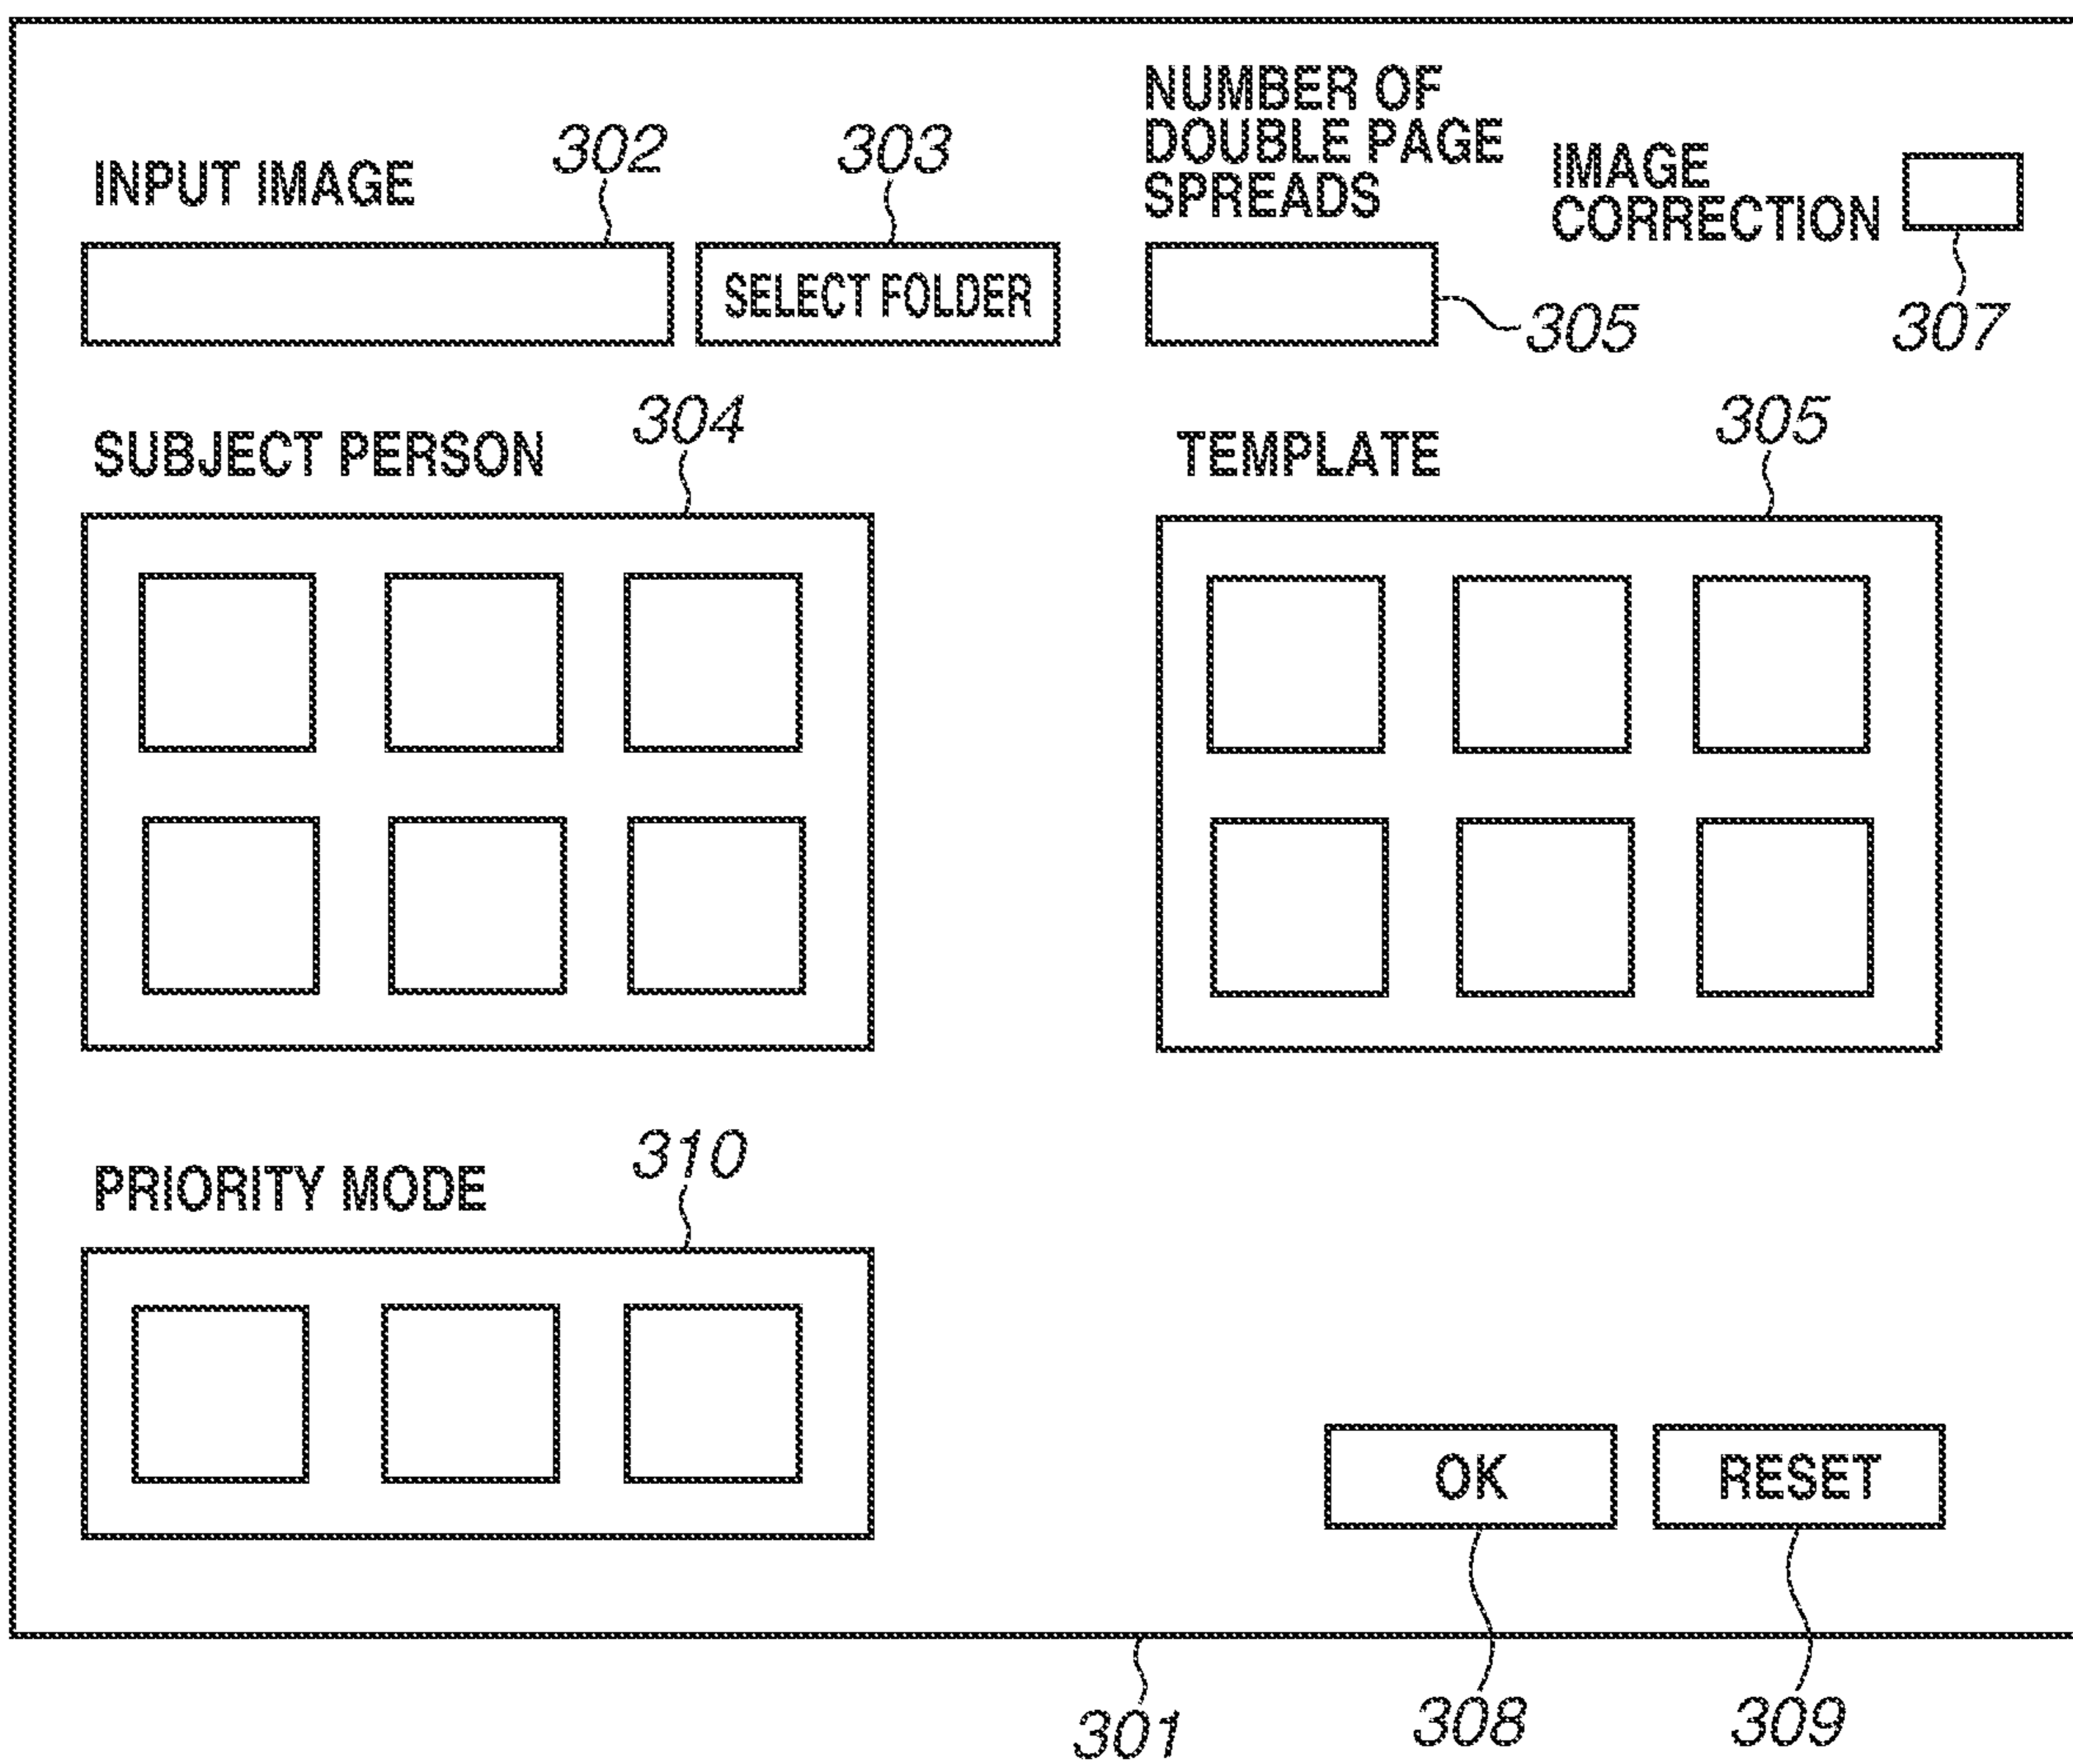 NUMBER OF
DOUBLE PAGE
SPREADS
INPUT IMAGE
302
303
IMAGE
CORRECTION
SELECT FOLDER
305
307
SUBJECT PERSON
304
TEMPLATE
305
PRIORITY MODE
310
OK
RESET
301
308
309